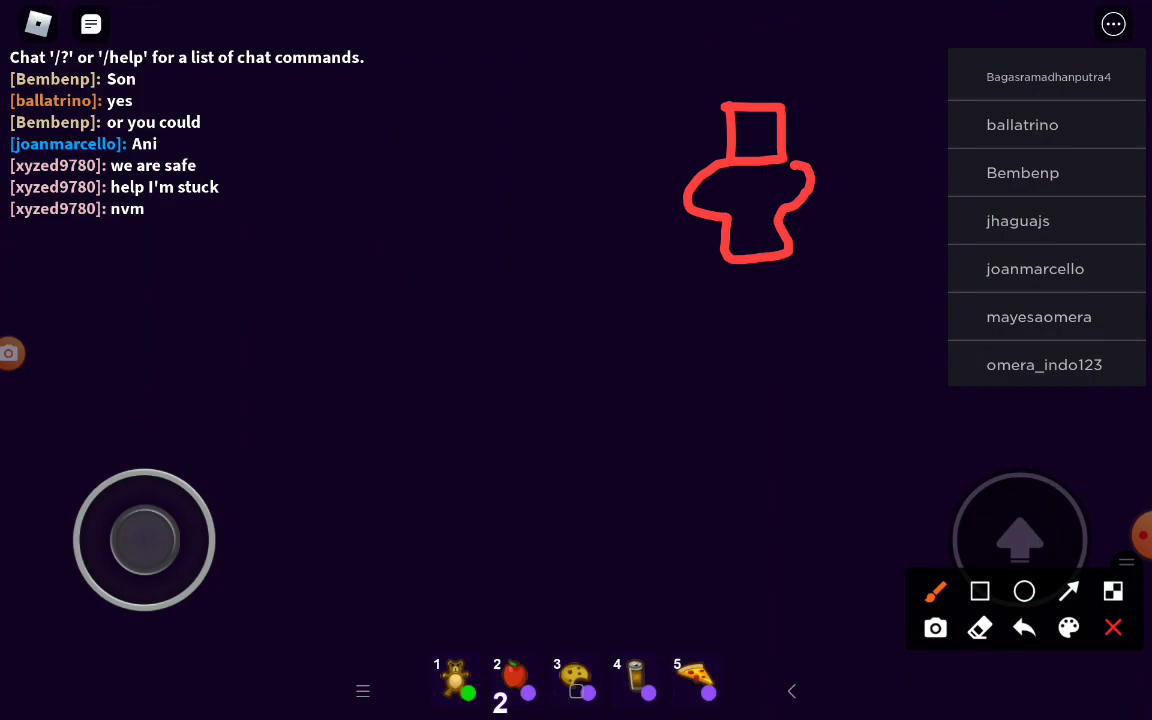 Chat '/?' or '/help' for a list of chat commands.
[Bembenp]: Son
[ballatrino]: yes
[Bembenp]: or you could
[joanmarcello]: Ani
[xyzed9780]: we are safe
[xyzed9780]: help I'm stuck
[xyzed9780]: nvm
Bagasramadhanputra4
ballatrino
Bembenp
jhaguajs
joanmarcello
mayesaomera
omera_indo123
1 2 3 4 5
2